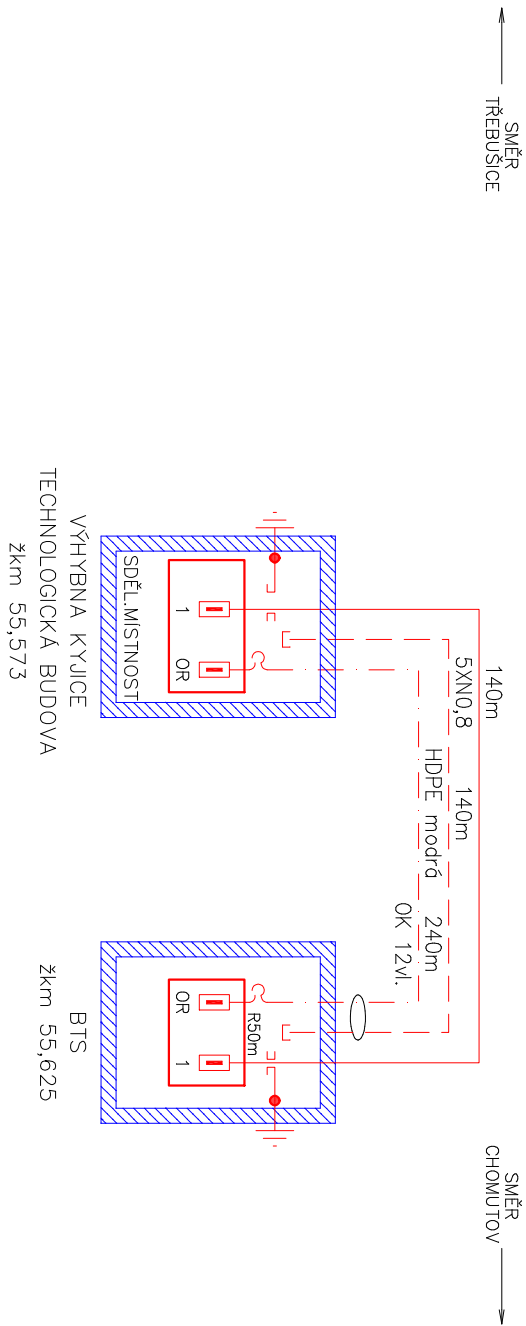 SMĚR
TŘEBUŠICE
SMĚR
CHOMUTOV
140m
5XN0,8
140m
HDPE modrá
240m
OK 12vl.
R50m
1
OR
OR
1
SDĚL.MÍSTNOST
VÝHYBNA KYJICE
TECHNOLOGICKÁ BUDOVA
žkm 55,573
BTS
žkm 55,625